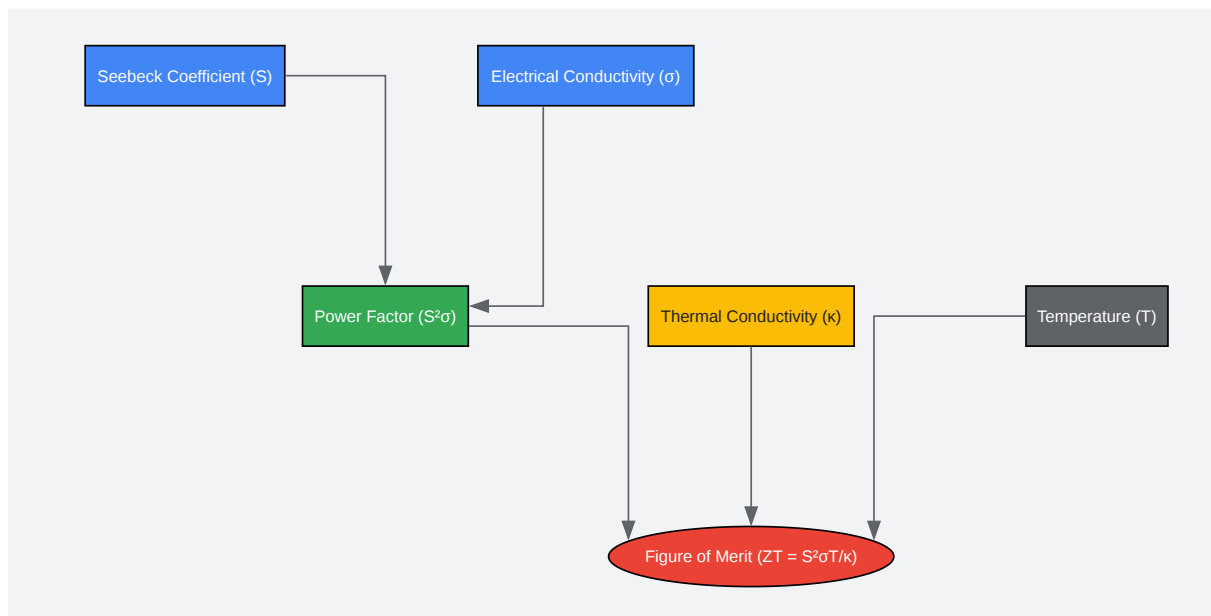 Seebeck Coefficient (S)
Electrical Conductivity (σ)
Power Factor (S²σ)
Thermal Conductivity (κ)
Temperature (T)
Figure of Merit (ZT = S²σT/κ)